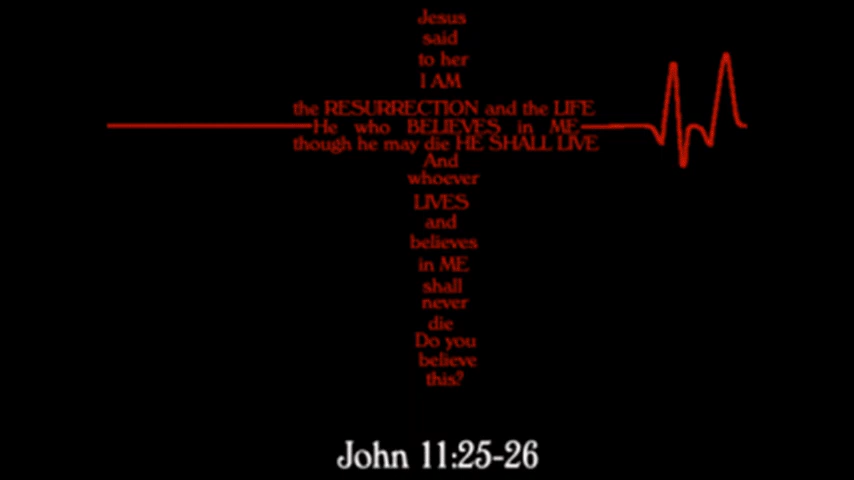 Jesus
said
to her
I AM
the RESURRECTION and the LIFE
He who BELIEVES in ME
though he may die HE SHALL LIVE
And
whoever
LIVES
and
believes
in ME
shall
never
die
Do you
believe
this?
John 11:25-26